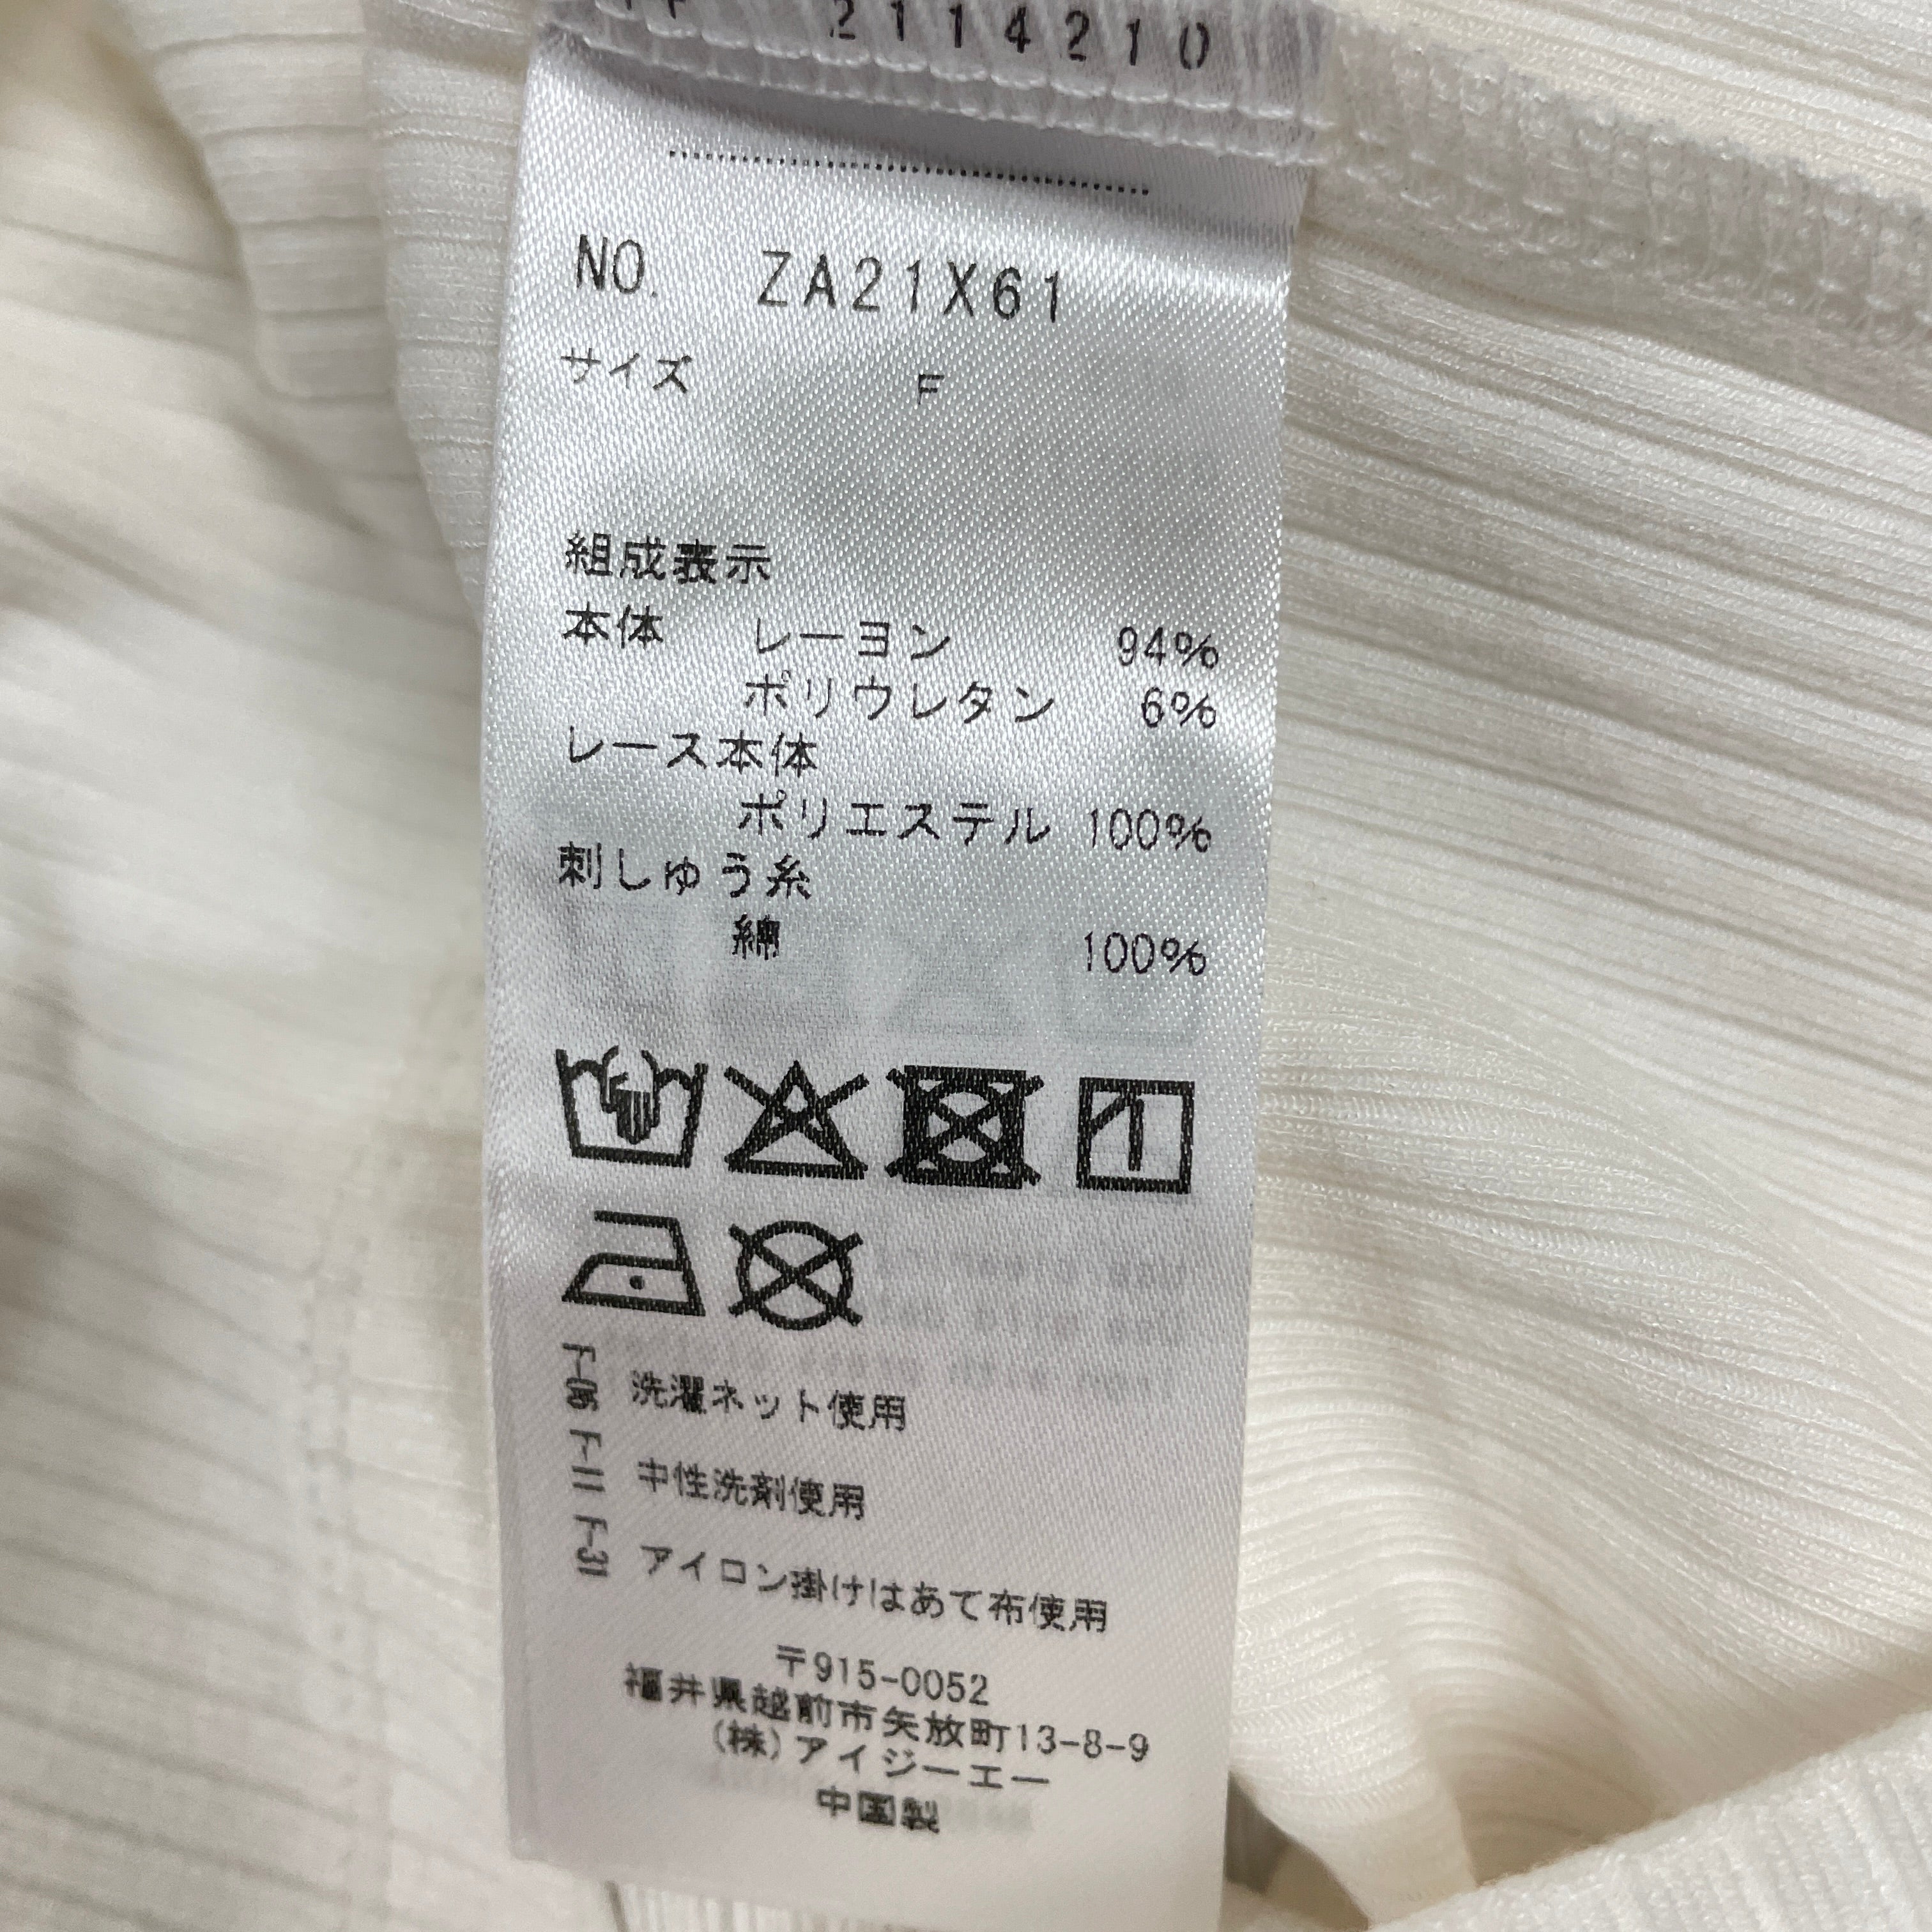 2114210
NO. ZA21X61
サイズ F
組成表示
本体 レーヨン 94%
ポリウレタン 6%
レース本体
ポリエステル 100%
刺しゅう糸
綿 100%
F-06 洗濯ネット使用
F-11 中性洗剤使用
F-31 アイロン掛けはあて布使用
〒915-0052
福井県越前市矢放町13-8-9
(株)アイジーエー
中国製